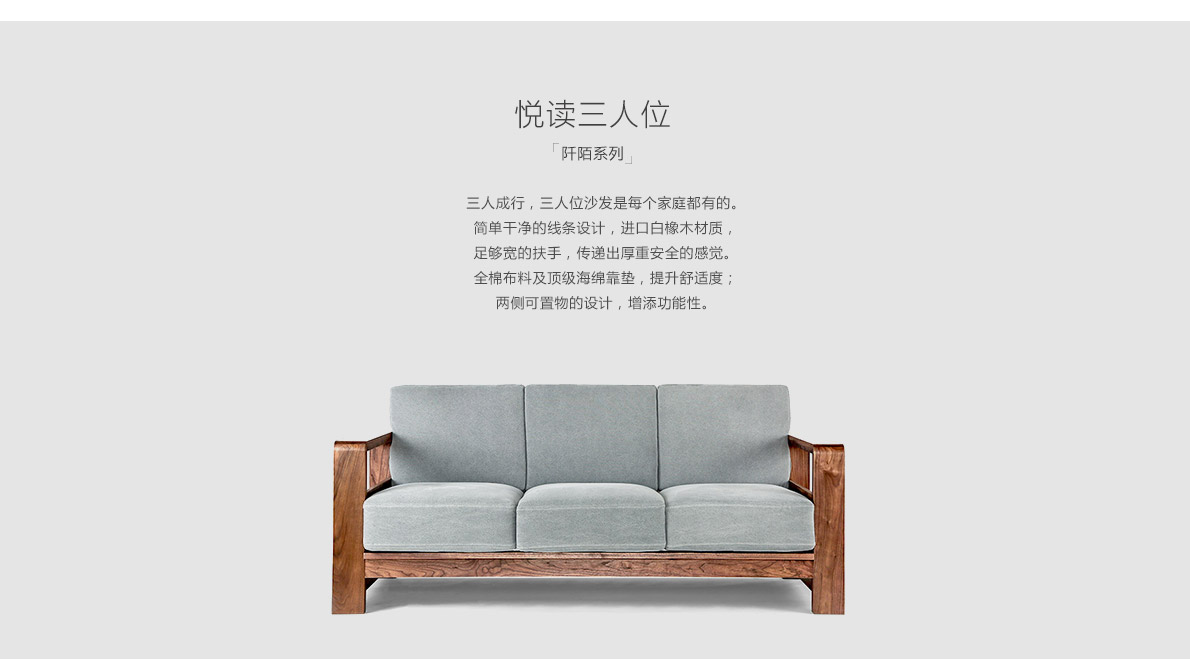 悦读三人位
「阡陌系列」
三人成行，三人位沙发是每个家庭都有的。
简单干净的线条设计，进口白橡木材质，
足够宽的扶手，传递出厚重安全的感觉。
全棉布料及顶级海绵靠垫，提升舒适度；
两侧可置物的设计，增添功能性。